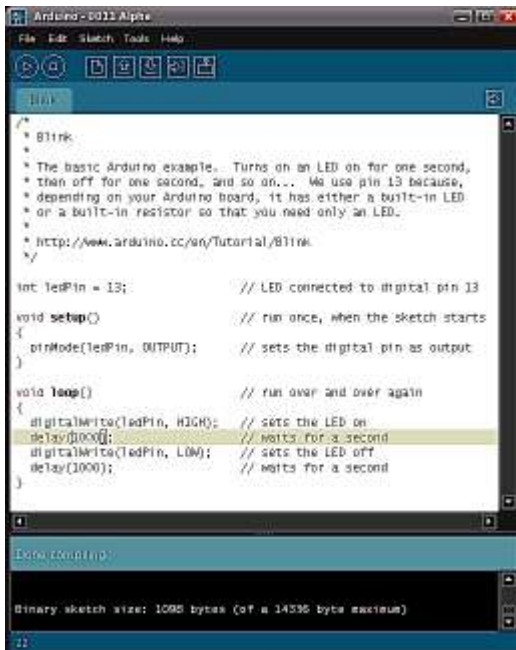 Arduino - 0011 Alpha
File Edit Sketch Tools Help
Blink
/*
* Blink
*
* The basic Arduino example. Turns on an LED on for one second,
* then off for one second, and so on... We use pin 13 because,
* depending on your Arduino board, it has either a built-in LED
* or a built-in resistor so that you need only an LED.
*
* http://www.arduino.cc/en/Tutorial/Blink
*/
int ledPin = 13; // LED connected to digital pin 13
void setup() // run once, when the sketch starts
{
pinMode(ledPin, OUTPUT); // sets the digital pin as output
}
void loop() // run over and over again
{
digitalWrite(ledPin, HIGH); // sets the LED on
delay(1000); // waits for a second
digitalWrite(ledPin, LOW); // sets the LED off
delay(1000); // waits for a second
}
Done compiling.
Binary sketch size: 1098 bytes (of a 14336 byte maximum)
22